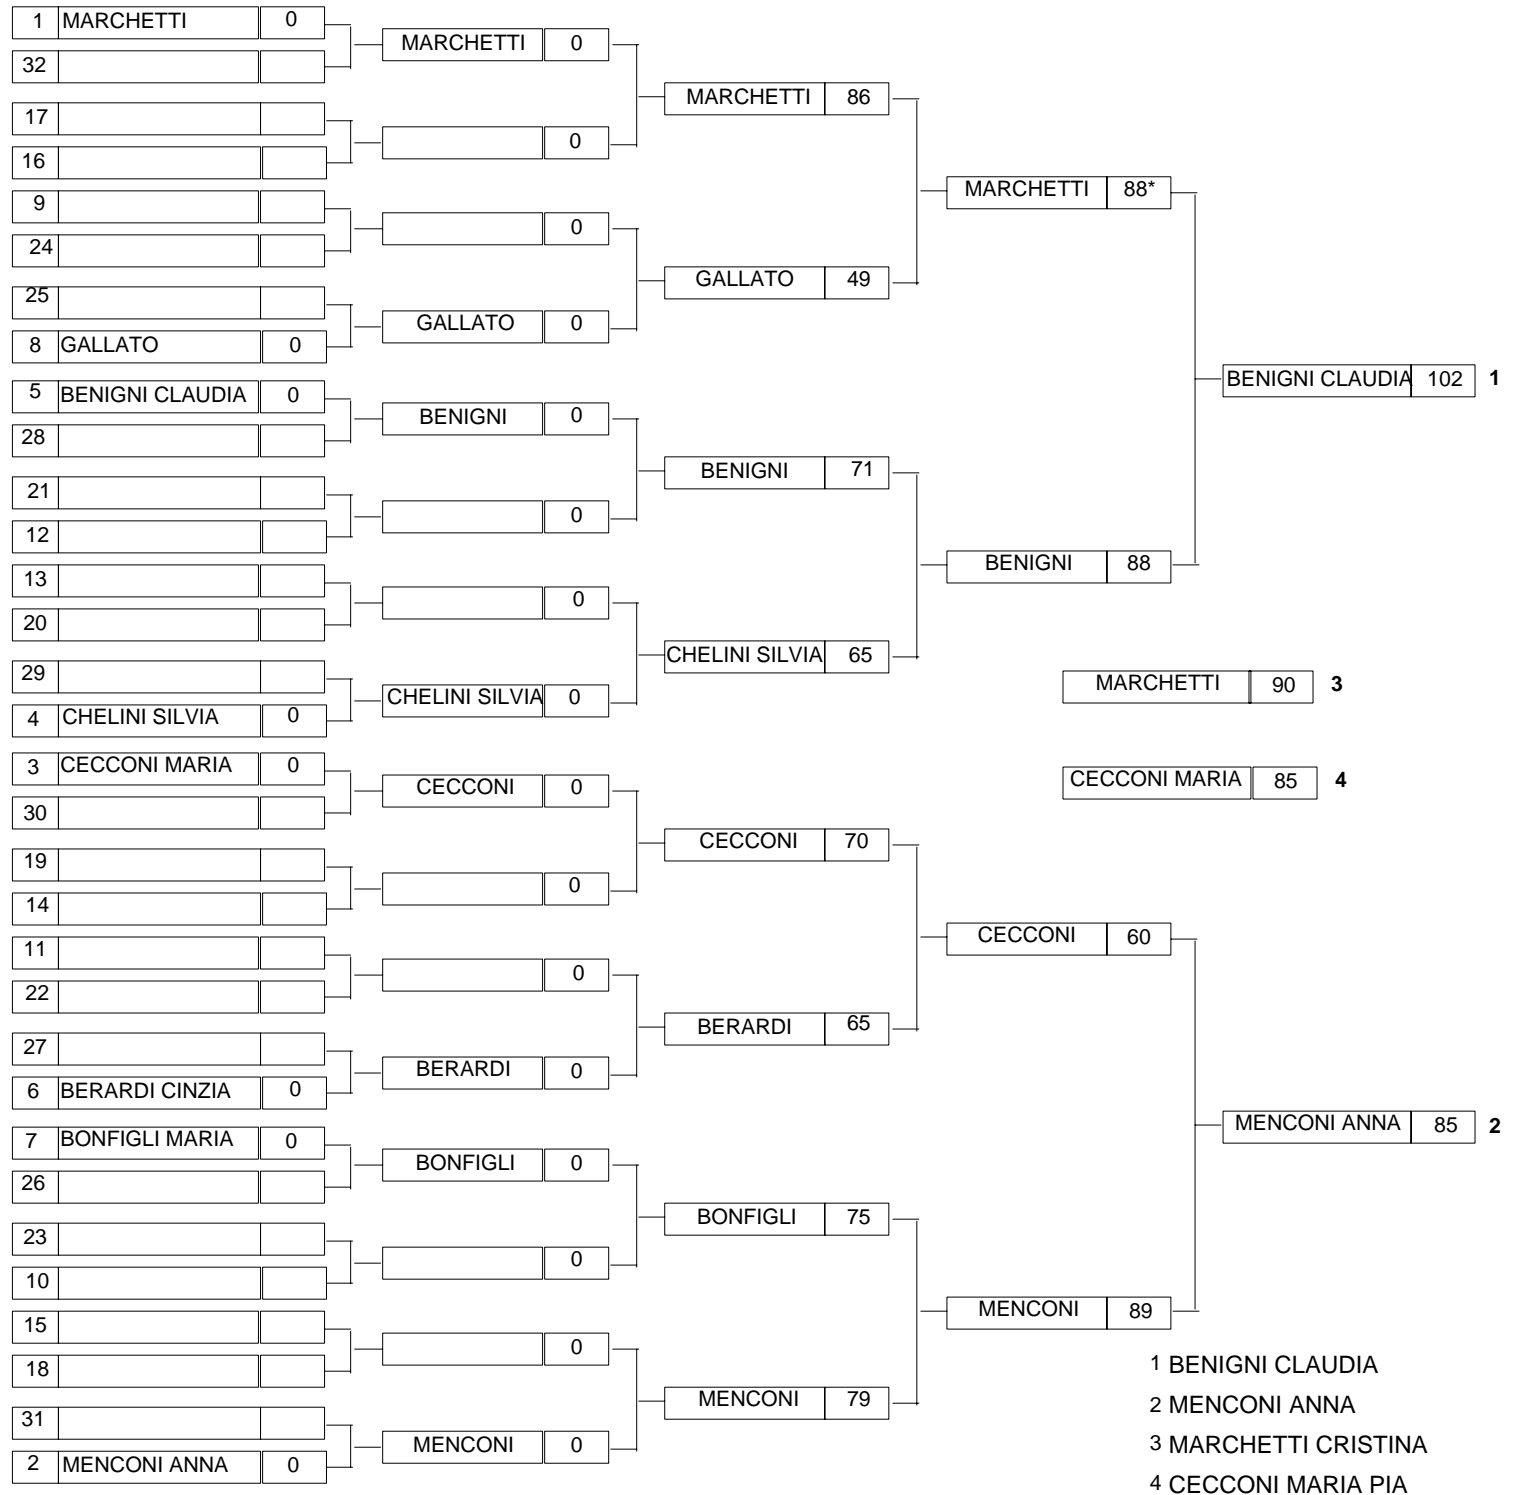 1 MARCHETTI 0
32
17
16
9
24
25
8 GALLATO 0
5 BENIGNI CLAUDIA 0
28
21
12
13
20
29
4 CHELINI SILVIA 0
3 CECCONI MARIA 0
30
19
14
11
22
27
6 BERARDI CINZIA 0
7 BONFIGLI MARIA 0
26
23
10
15
18
31
2 MENCONI ANNA 0
MARCHETTI 0
0
0
GALLATO 0
BENIGNI 0
0
0
CHELINI SILVIA 0
CECCONI 0
0
0
BERARDI 0
BONFIGLI 0
0
0
MENCONI 0
MARCHETTI 86
GALLATO 49
BENIGNI 71
CHELINI SILVIA 65
CECCONI 70
BERARDI 65
BONFIGLI 75
MENCONI 79
MARCHETTI 88*
BENIGNI 88
CECCONI 60
MENCONI 89
BENIGNI CLAUDIA 102 1
MENCONI ANNA 85 2
MARCHETTI 90 3
CECCONI MARIA 85 4
1 BENIGNI CLAUDIA
2 MENCONI ANNA
3 MARCHETTI CRISTINA
4 CECCONI MARIA PIA